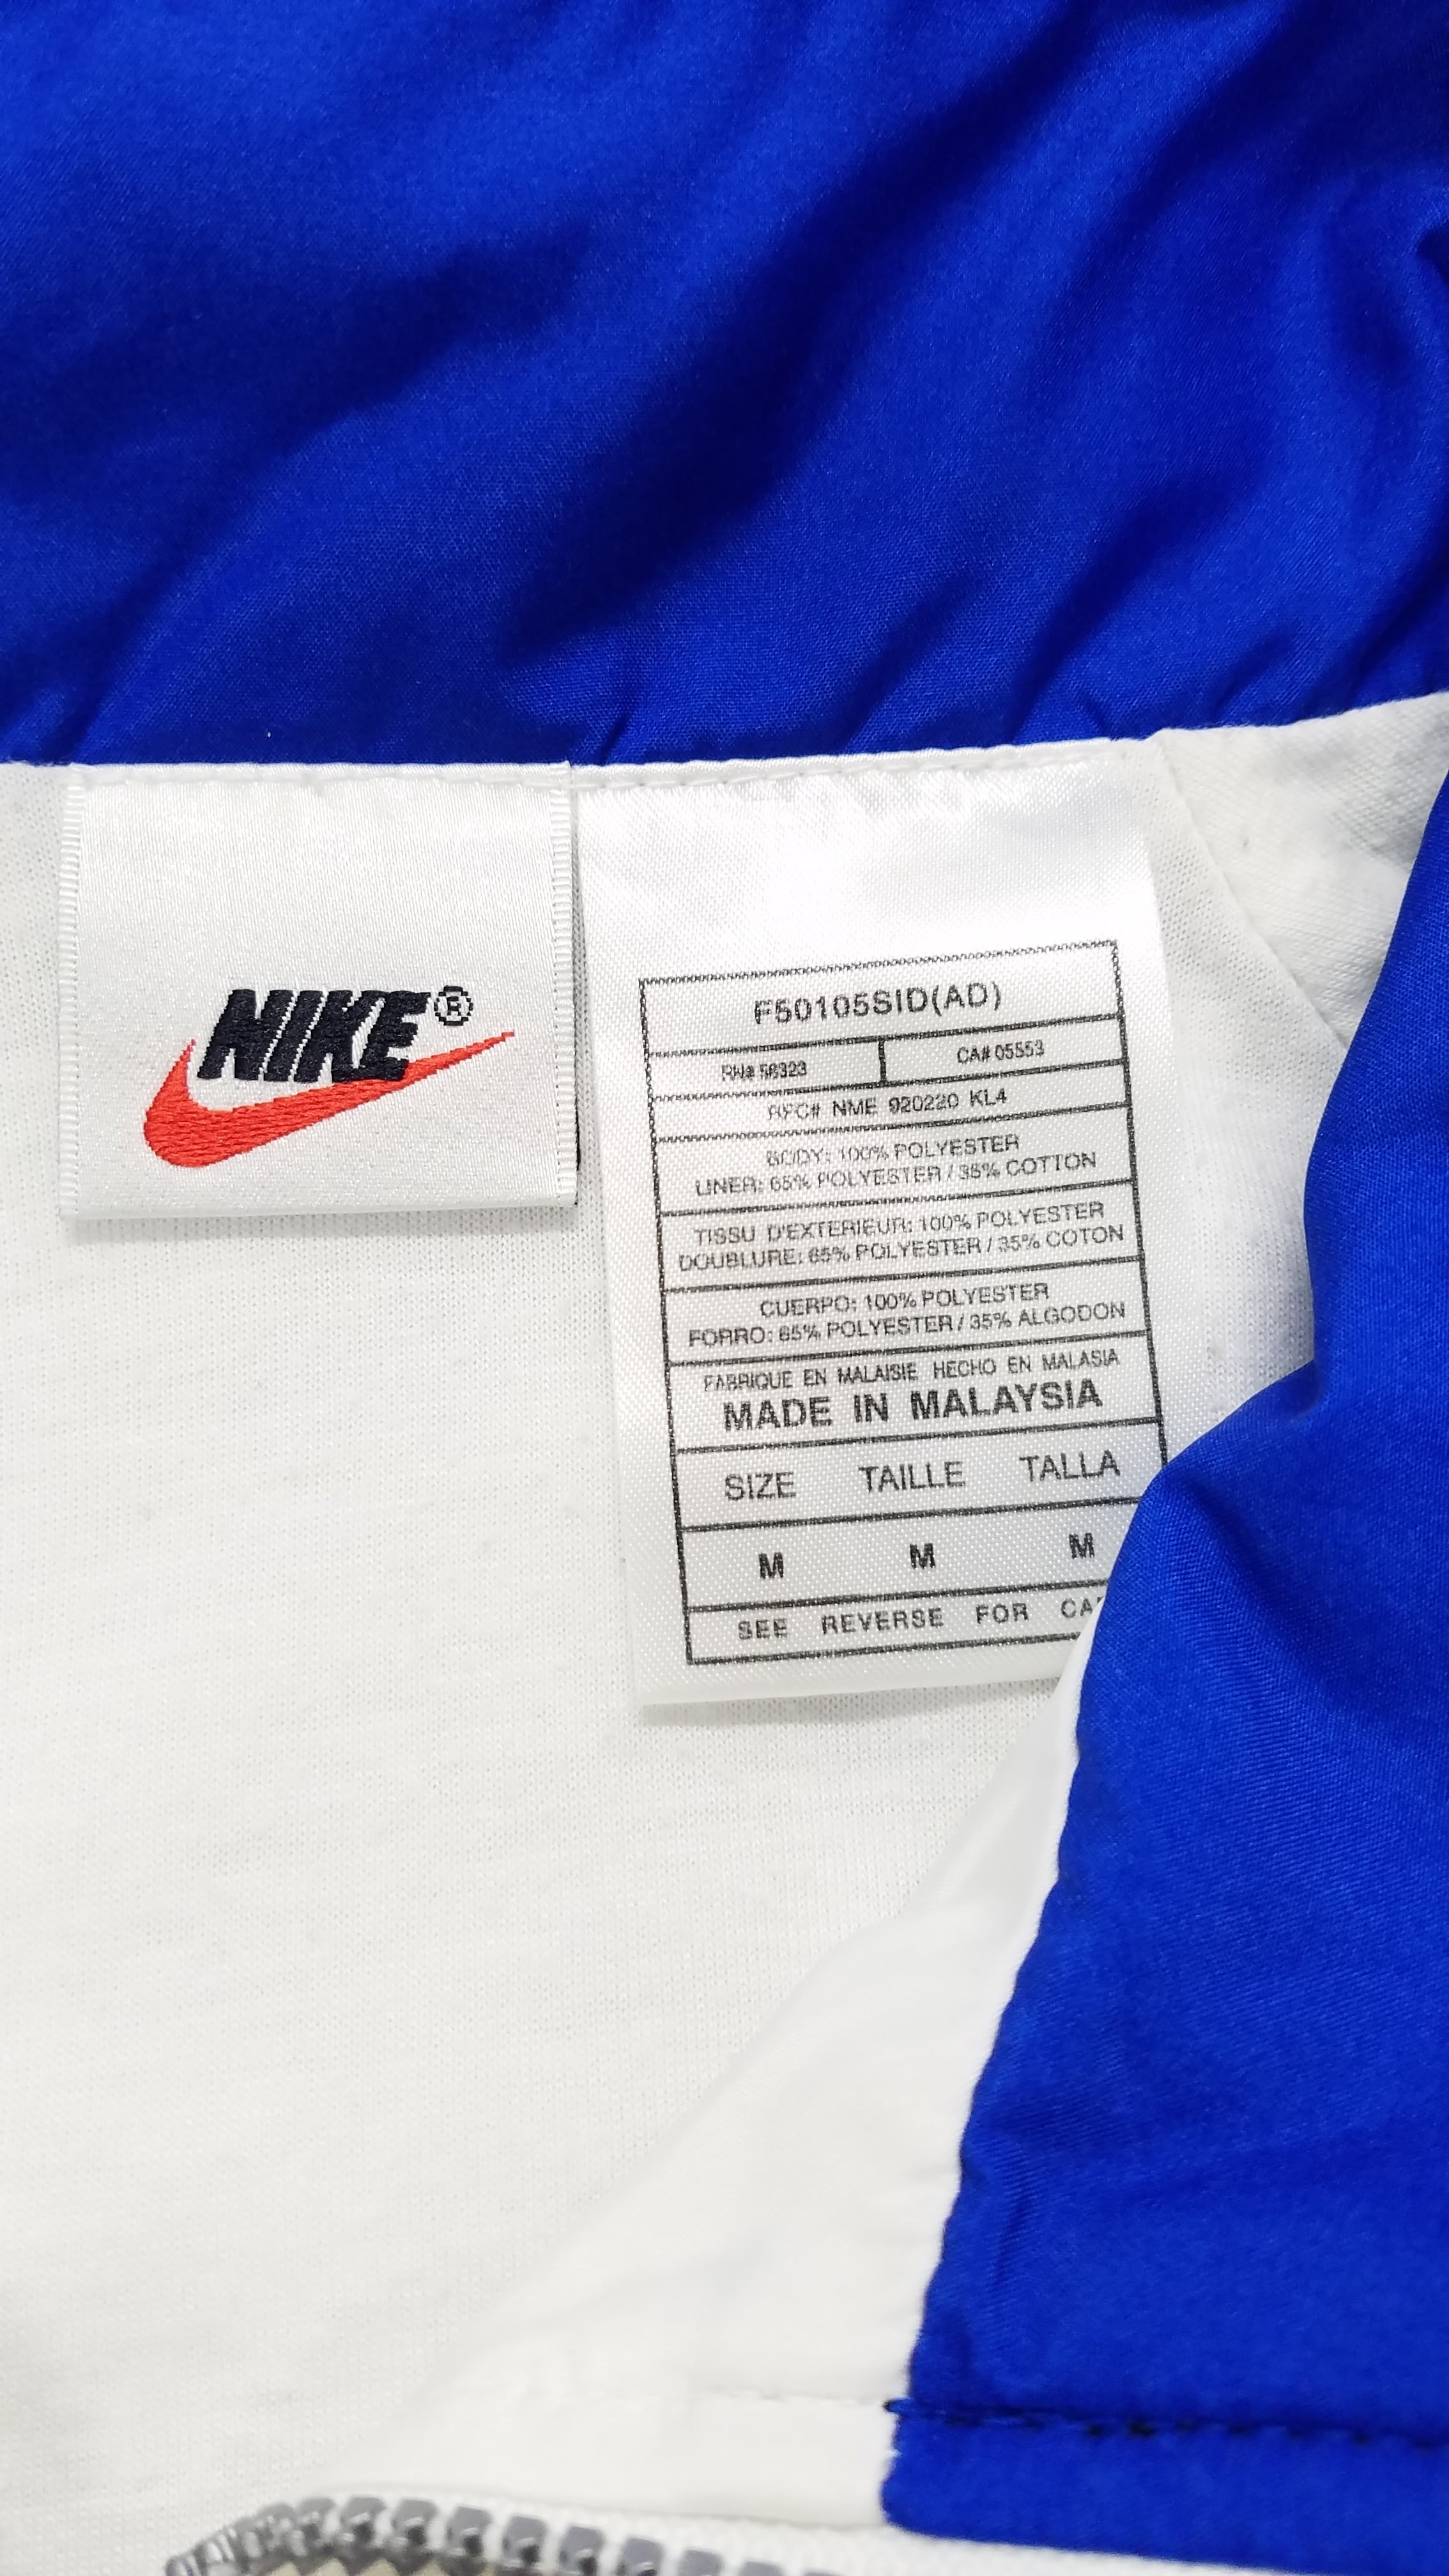 NIKE®
F50105SID(AD)
RN# 56323 CA# 05553
RFC# NME 920220 KL4
BODY: 100% POLYESTER
LINER: 65% POLYESTER / 35% COTTON
TISSU D'EXTERIEUR: 100% POLYESTER
DOUBLURE: 65% POLYESTER / 35% COTON
CUERPO: 100% POLYESTER
FORRO: 65% POLYESTER / 35% ALGODON
FABRIQUE EN MALAISIE HECHO EN MALASIA
MADE IN MALAYSIA
SIZE TAILLE TALLA
M M M
SEE REVERSE FOR